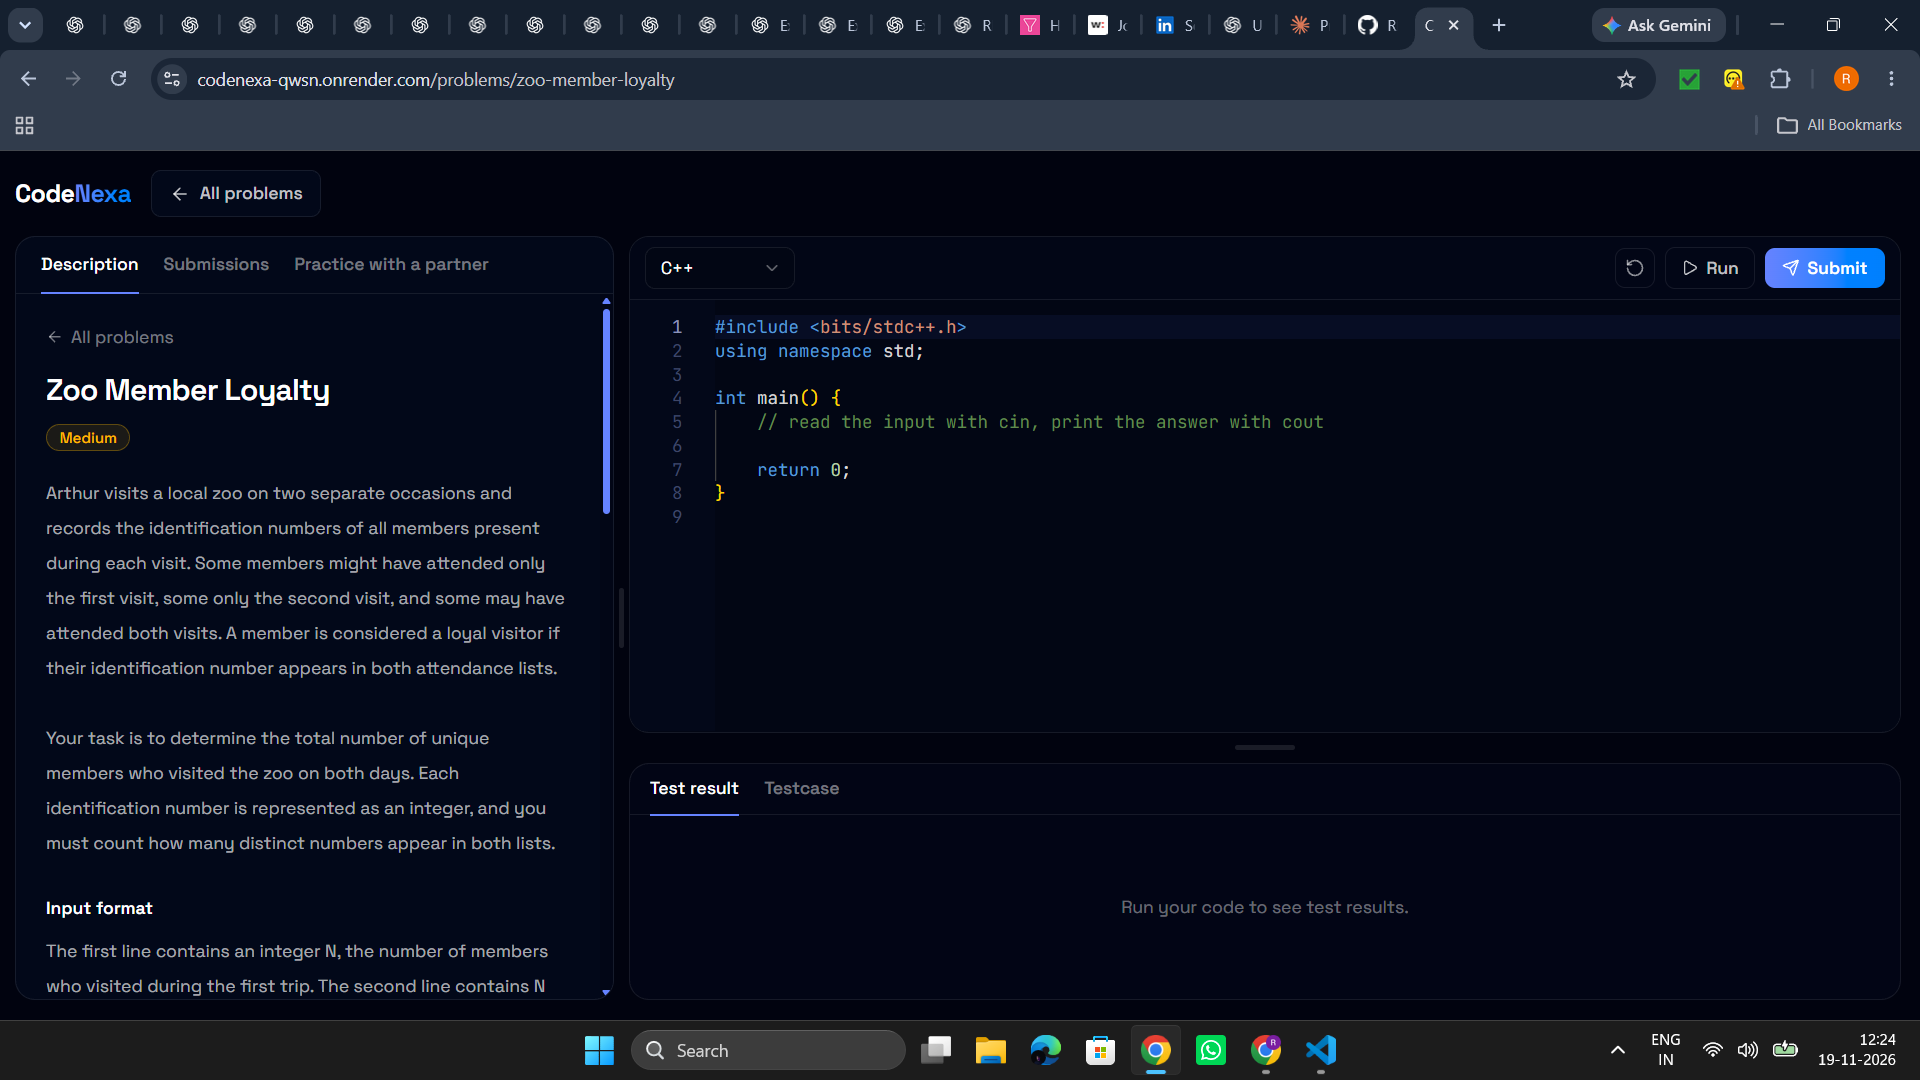 E
E
E
R
H
Jc
S
U
P
R
C
Ask Gemini
codenexa-qwsn.onrender.com/problems/zoo-member-loyalty
R
All Bookmarks
CodeNexa
All problems
Description Submissions Practice with a partner
All problems
Zoo Member Loyalty
Medium
Arthur visits a local zoo on two separate occasions and
records the identification numbers of all members present
during each visit. Some members might have attended only
the first visit, some only the second visit, and some may have
attended both visits. A member is considered a loyal visitor if
their identification number appears in both attendance lists.
Your task is to determine the total number of unique
members who visited the zoo on both days. Each
identification number is represented as an integer, and you
must count how many distinct numbers appear in both lists.
Input format
The first line contains an integer N, the number of members
who visited during the first trip. The second line contains N
C++
Run
Submit
1 #include <bits/stdc++.h>
2 using namespace std;
3
4 int main() {
5 // read the input with cin, print the answer with cout
6
7 return 0;
8 }
9
Test result Testcase
Run your code to see test results.
Search
ENG
IN
12:24
19-11-2026